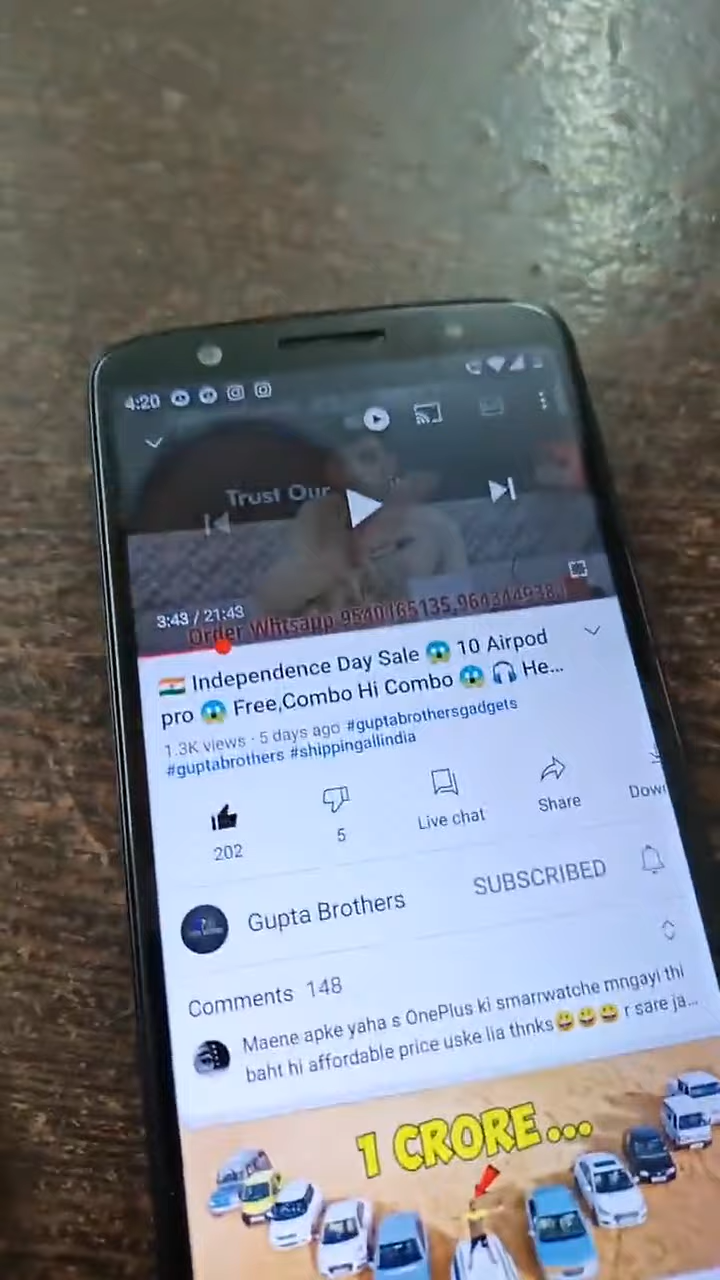 4:20
Trust Our
3:43 / 21:43
Order Whtsapp 9540165135,
🇮🇳 Independence Day Sale 😱 10 Airpod
pro 😱 Free,Combo Hi Combo 😱 🎧 He...
1.3K views · 5 days ago #guptabrothersgadgets
#guptabrothers #shippingallindia
202
5
Live chat
Share
Dow
Gupta Brothers
SUBSCRIBED
Comments 148
Maene apke yaha s OnePlus ki smarrwatche mngayi thi
baht hi affordable price uske lia thnks😀😀😀 r sare ja...
1 CRORE...